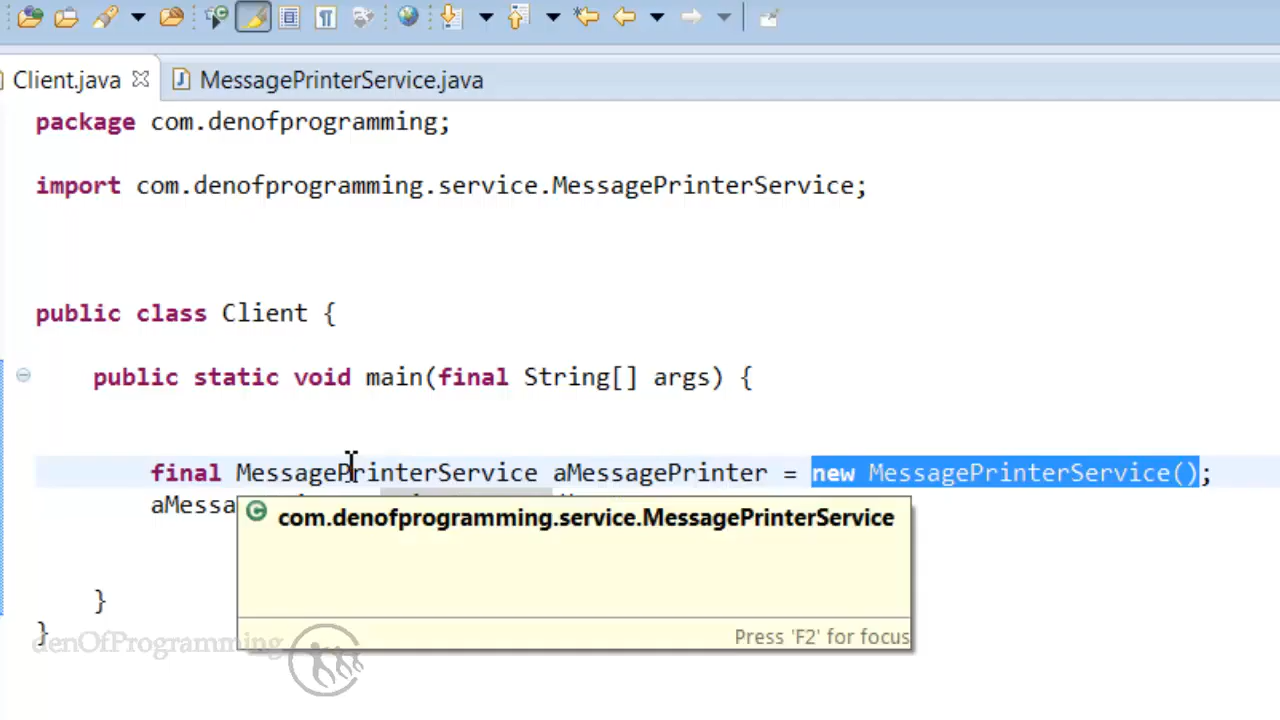 Client.java MessagePrinterService.java
package com.denofprogramming;
import com.denofprogramming.service.MessagePrinterService;
public class Client {
public static void main(final String[] args) {
final MessagePrinterService aMessagePrinter = new MessagePrinterService();
aMessa
com.denofprogramming.service.MessagePrinterService
}
Press 'F2' for focus
}
denOfProgramming